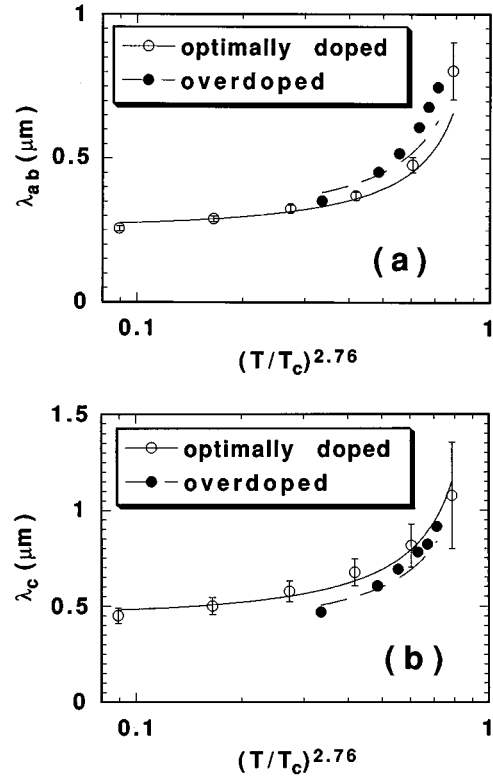 1
optimally doped
overdoped
λab (μm)
0.5
(a)
0
0.1
1
(T/Tc)2.76
1.5
optimally doped
overdoped
1
λc (μm)
0.5
(b)
0
0.1
1
(T/Tc)2.76